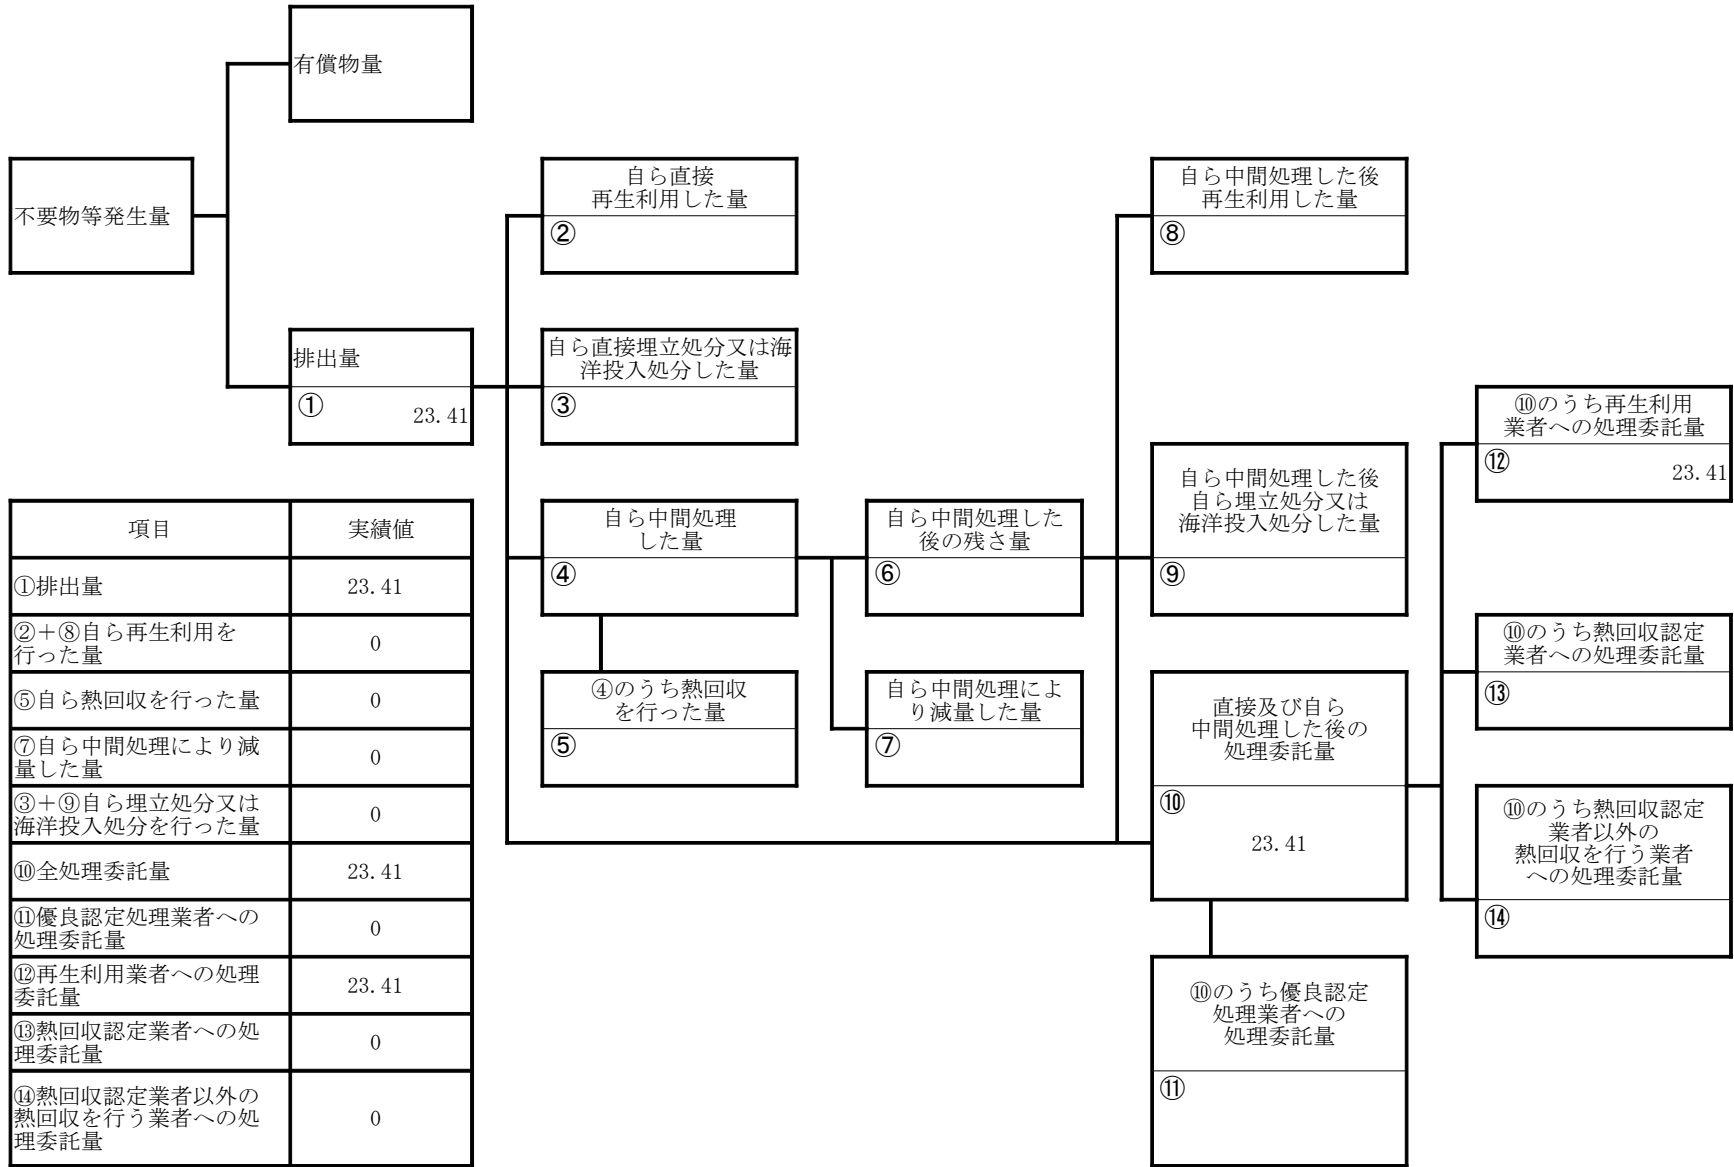 有償物量
不要物等発生量
自ら直接
再生利用した量
②
自ら中間処理した後
再生利用した量
⑧
排出量
①
23.41
自ら直接埋立処分又は海
洋投入処分した量
③
⑩のうち再生利用
業者への処理委託量
⑫
23.41
自ら中間処理
した量
④
自ら中間処理した
後の残さ量
⑥
自ら中間処理した後
自ら埋立処分又は
海洋投入処分した量
⑨
④のうち熱回収
を行った量
⑤
自ら中間処理によ
り減量した量
⑦
直接及び自ら
中間処理した後の
処理委託量
⑩
23.41
⑩のうち熱回収認定
業者への処理委託量
⑬
⑩のうち熱回収認定
業者以外の
熱回収を行う業者
への処理委託量
⑭
⑩のうち優良認定
処理業者への
処理委託量
⑪
項目 実績値
①排出量 23.41
②+⑧自ら再生利用を
行った量 0
⑤自ら熱回収を行った量 0
⑦自ら中間処理により減
量した量 0
③+⑨自ら埋立処分又は
海洋投入処分を行った量 0
⑩全処理委託量 23.41
⑪優良認定処理業者への
処理委託量 0
⑫再生利用業者への処理
委託量 23.41
⑬熱回収認定業者への処
理委託量 0
⑭熱回収認定業者以外の
熱回収を行う業者への処
理委託量 0